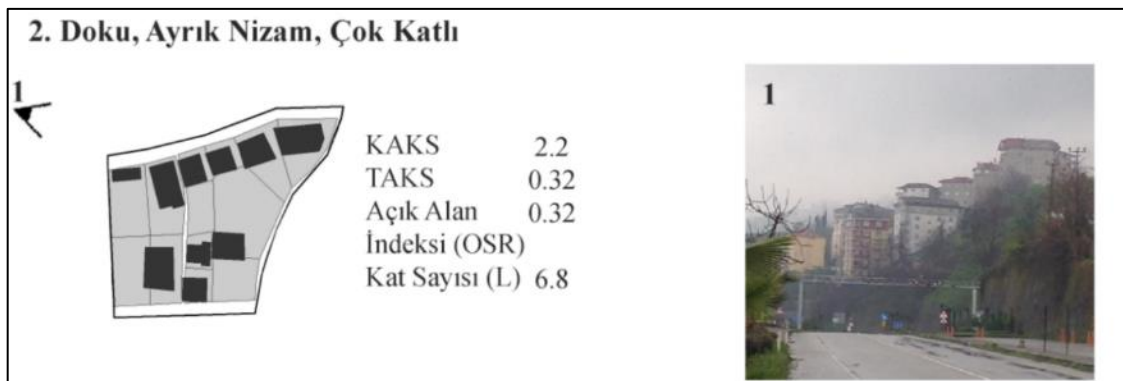 2. Doku, Ayrık Nizam, Çok Katlı
1
KAKS 2.2
TAKS 0.32
Açık Alan 0.32
İndeksi (OSR)
Kat Sayısı (L) 6.8
1